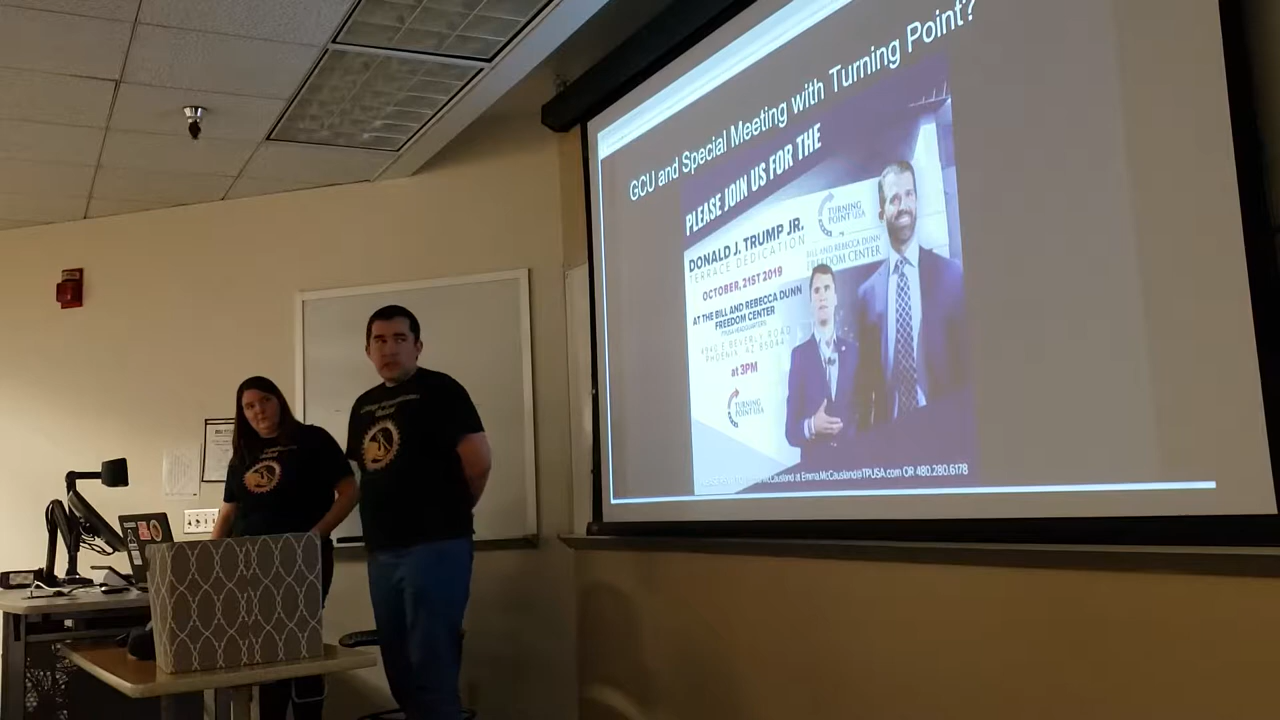 GCU and Special Meeting with Turning Point?
PLEASE JOIN US FOR THE
DONALD J. TRUMP JR.
TERRACE DEDICATION
OCTOBER, 21ST 2019
AT THE BILL AND REBECCA DUNN
FREEDOM CENTER
TPUSA HEADQUARTERS
4940 E BEVERLY ROAD
PHOENIX, AZ 85044
at 3PM
TURNING
POINT USA
TURNING
POINT USA
BILL AND REBECCA DUNN
FREEDOM CENTER
at Emma.McCausland@TPUSA.com OR 480.280.6178